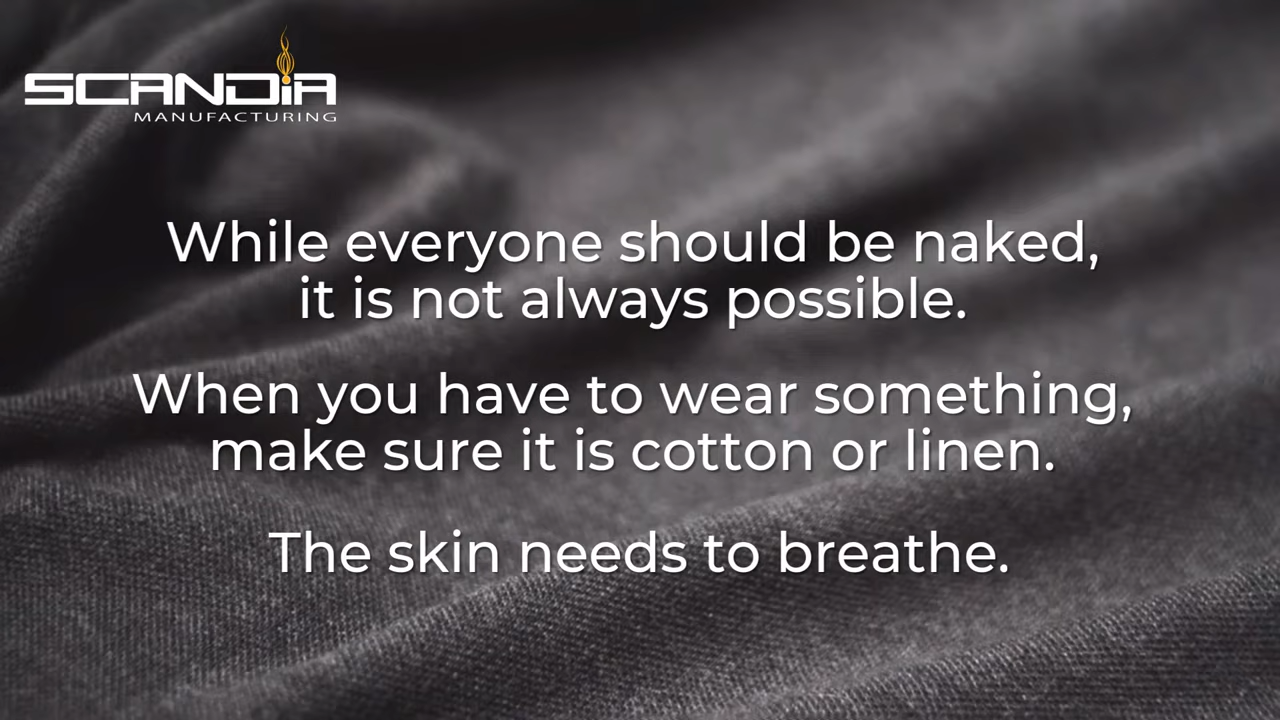 SCANDiA
MANUFACTURING
While everyone should be naked,
it is not always possible.
When you have to wear something,
make sure it is cotton or linen.
The skin needs to breathe.